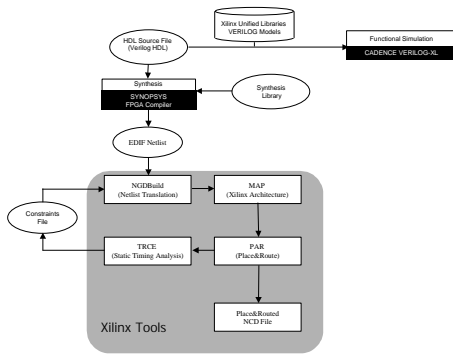 Xilinx Unified Libraries
VERILOG Models
HDL Source File
(Verilog HDL)
Functional Simulation
CADENCE VERILOG-XL
Synthesis
SYNOPSYS
FPGA Compiler
Synthesis
Library
EDIF Netlist
NGDBuild
(Netlist Translation)
MAP
(Xilinx Architecture)
Constraints
File
TRCE
(Static Timing Analysis)
PAR
(Place&Route)
Place&Routed
NCD File
Xilinx Tools